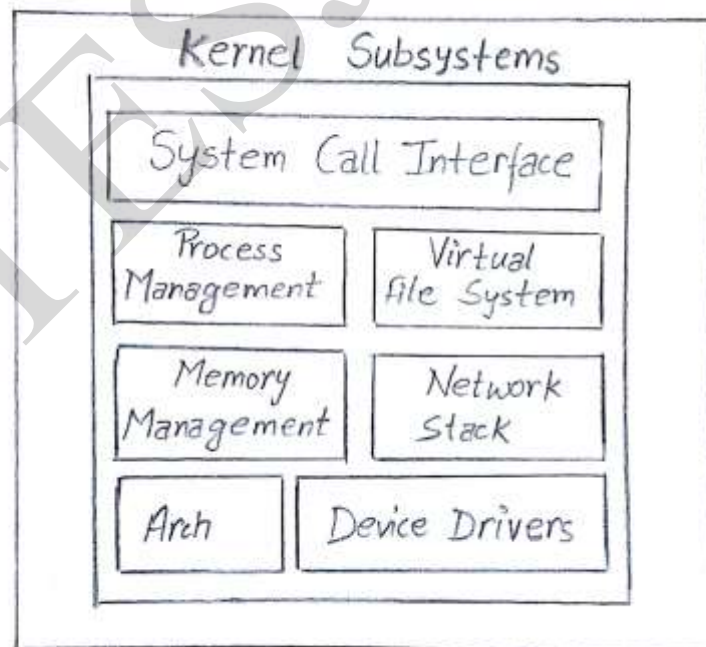 Kernel Subsystems
System Call Interface
Process
Management
Virtual
File System
Memory
Management
Network
Stack
Arch
Device Drivers